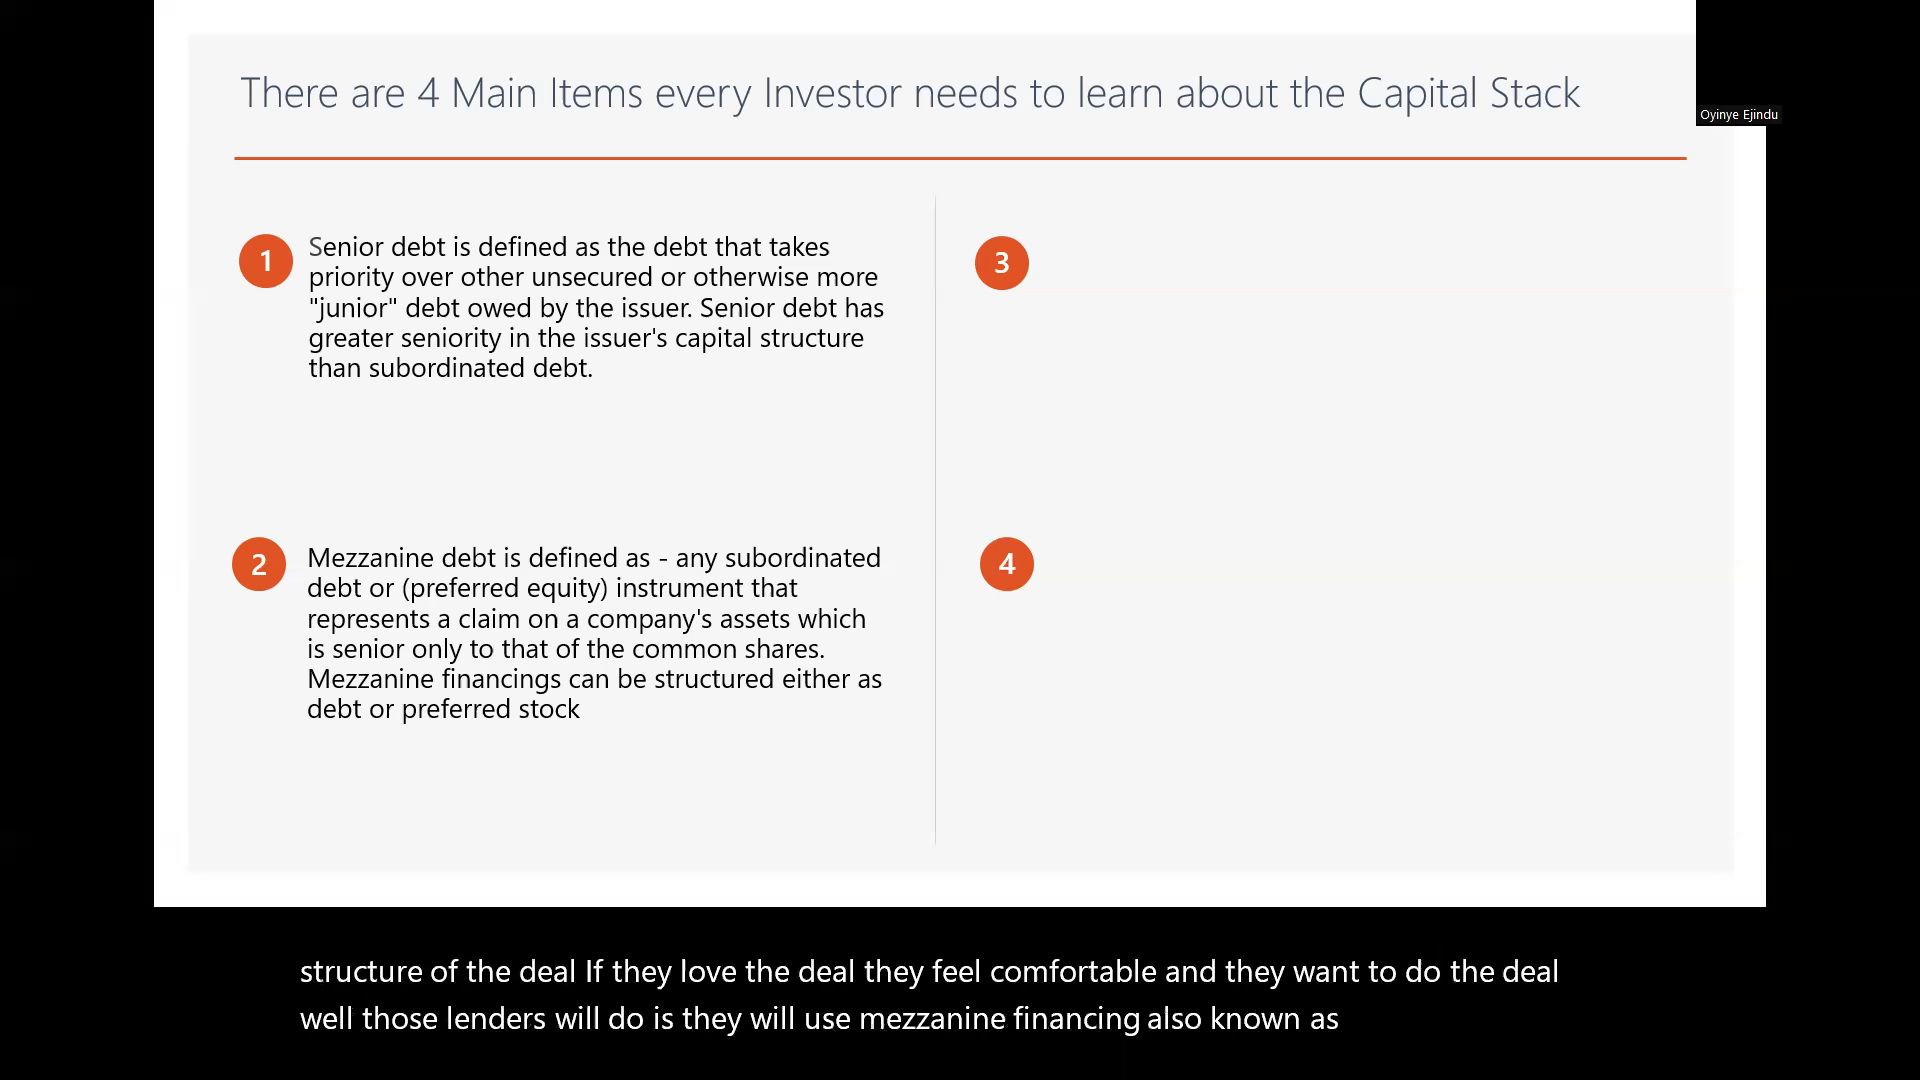 There are 4 Main Items every Investor needs to learn about the Capital Stack
Oyinye Ejindu
1
Senior debt is defined as the debt that takes
priority over other unsecured or otherwise more
"junior" debt owed by the issuer. Senior debt has
greater seniority in the issuer's capital structure
than subordinated debt.
2
Mezzanine debt is defined as - any subordinated
debt or (preferred equity) instrument that
represents a claim on a company's assets which
is senior only to that of the common shares.
Mezzanine financings can be structured either as
debt or preferred stock
3
4
structure of the deal If they love the deal they feel comfortable and they want to do the deal
well those lenders will do is they will use mezzanine financing also known as